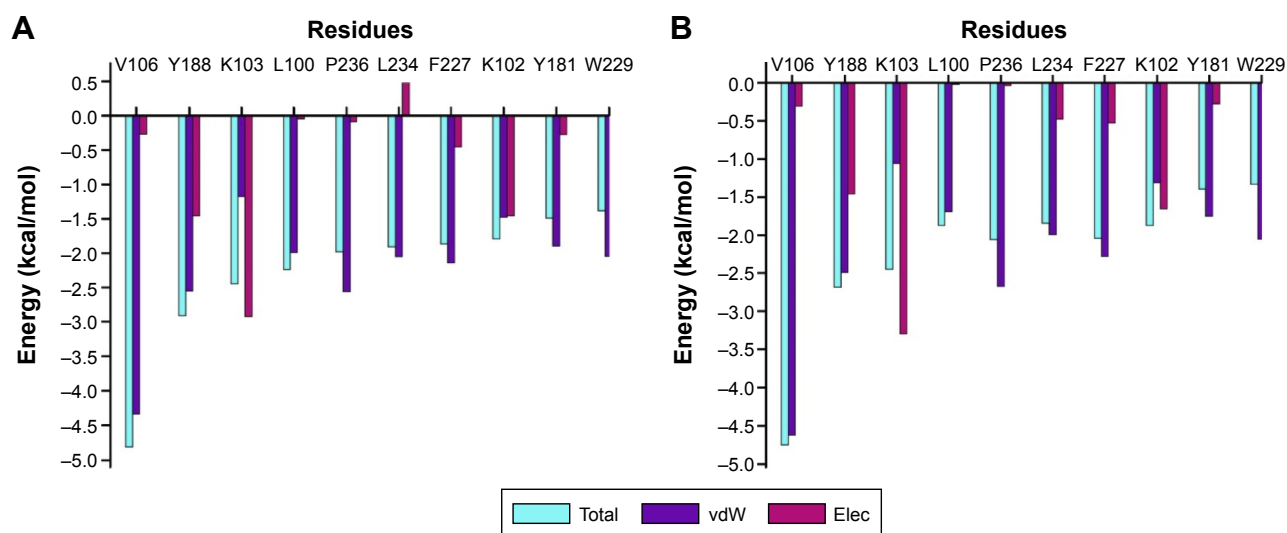 A
Residues
V106 Y188 K103 L100 P236 L234 F227 K102 Y181 W229
0.5
0.0
–0.5
–1.0
–1.5
–2.0
–2.5
–3.0
–3.5
–4.0
–4.5
–5.0
Energy (kcal/mol)
B
Residues
V106 Y188 K103 L100 P236 L234 F227 K102 Y181 W229
0.0
–0.5
–1.0
–1.5
–2.0
–2.5
–3.0
–3.5
–4.0
–4.5
–5.0
Energy (kcal/mol)
Total vdW Elec